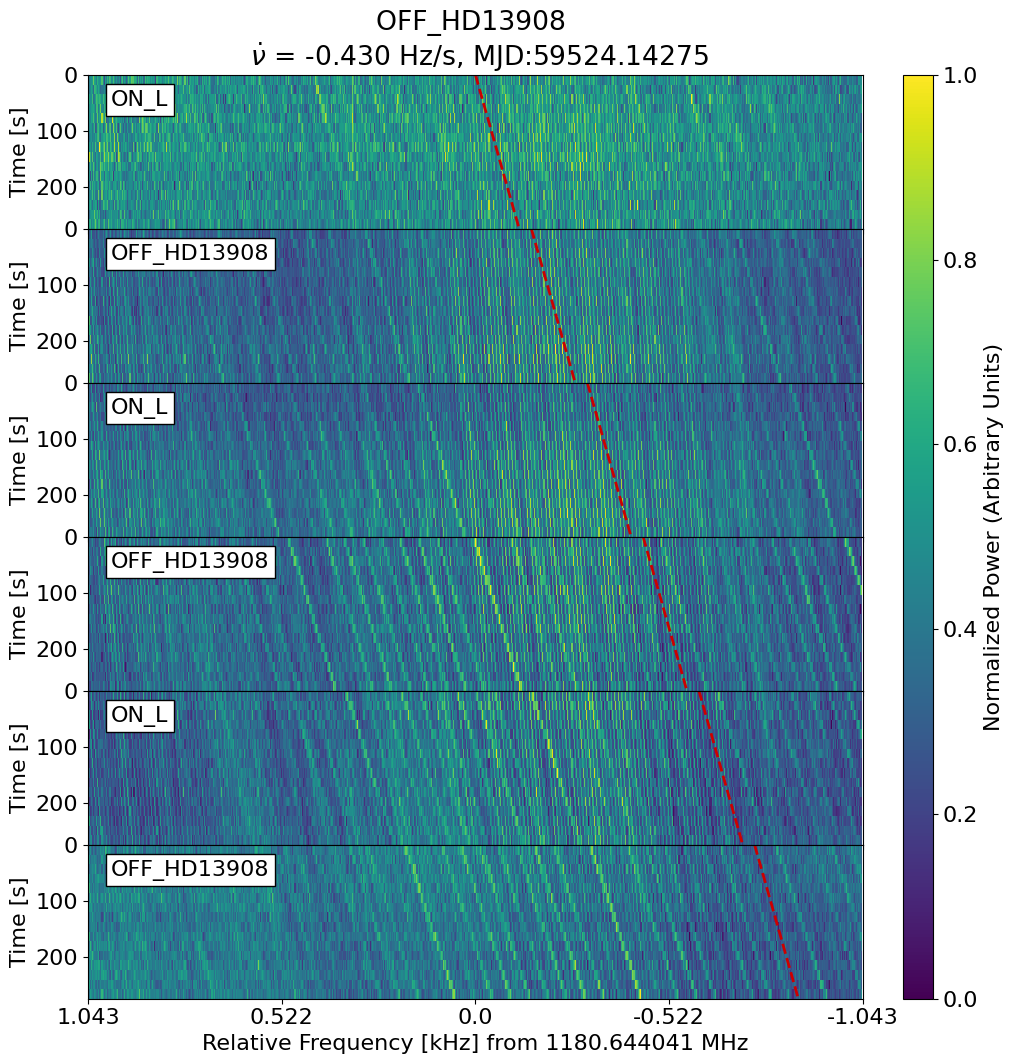 OFF_HD13908
ν̇ = -0.430 Hz/s, MJD:59524.14275
0
100
200
Time [s]
ON_L
0
100
200
Time [s]
OFF_HD13908
0
100
200
Time [s]
ON_L
0
100
200
Time [s]
OFF_HD13908
0
100
200
Time [s]
ON_L
0
100
200
Time [s]
OFF_HD13908
1.043 0.522 0.0 -0.522 -1.043
Relative Frequency [kHz] from 1180.644041 MHz
1.0
0.8
0.6
0.4
0.2
0.0
Normalized Power (Arbitrary Units)